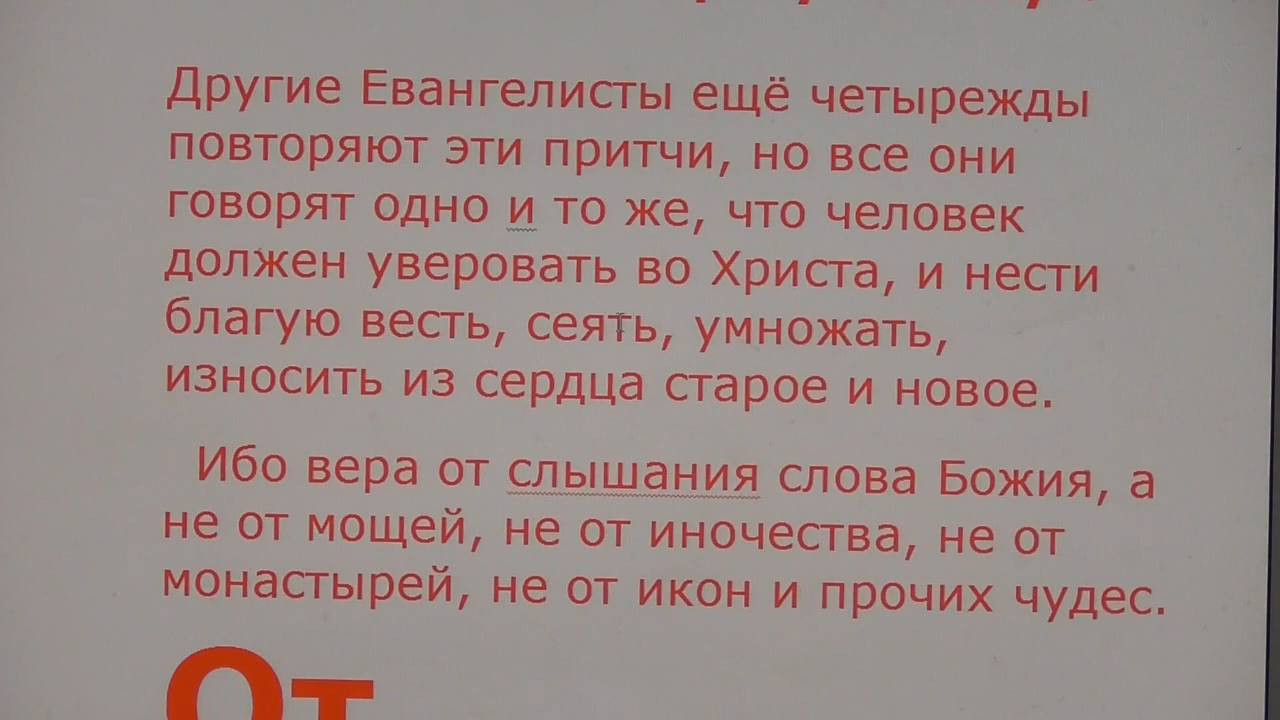 Другие Евангелисты ещё четырежды
повторяют эти притчи, но все они
говорят одно и то же, что человек
должен уверовать во Христа, и нести
благую весть, сеять, умножать,
износить из сердца старое и новое.
Ибо вера от слышания слова Божия, а
не от мощей, не от иночества, не от
монастырей, не от икон и прочих чудес.
От